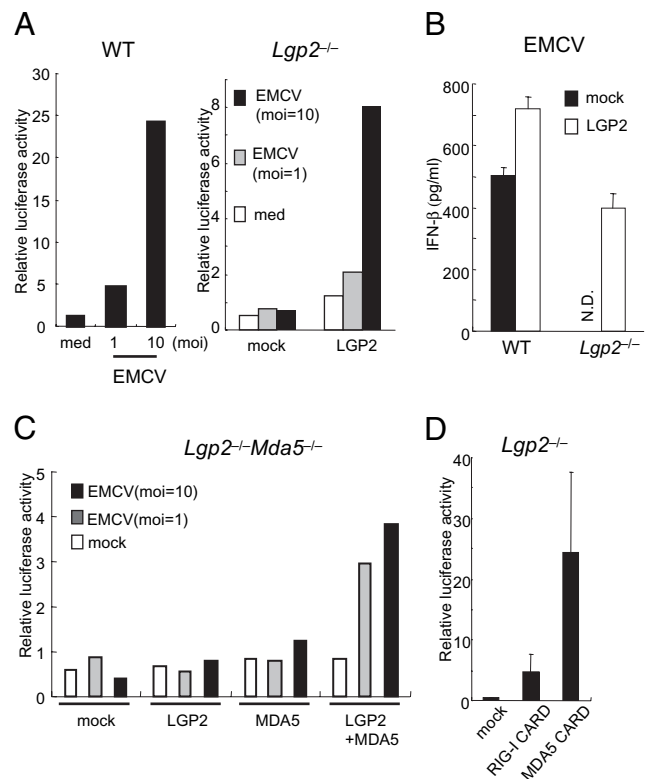 A
WT
Relative luciferase activity
30
25
20
15
10
5
0
med 1 10 (moi)
EMCV
Lgp2–/–
Relative luciferase activity
8
6
4
2
0
EMCV
(moi=10)
EMCV
(moi=1)
med
mock LGP2
B
EMCV
IFN-β (pg/ml)
800
600
400
200
0
mock
LGP2
N.D.
WT Lgp2–/–
C
Lgp2–/–Mda5–/–
Relative luciferase activity
5
4
3
2
1
0
EMCV(moi=10)
EMCV(moi=1)
mock
mock LGP2 MDA5 LGP2
+MDA5
D
Lgp2–/–
Relative luciferase activity
40
30
20
10
0
mock
RIG-I CARD
MDA5 CARD